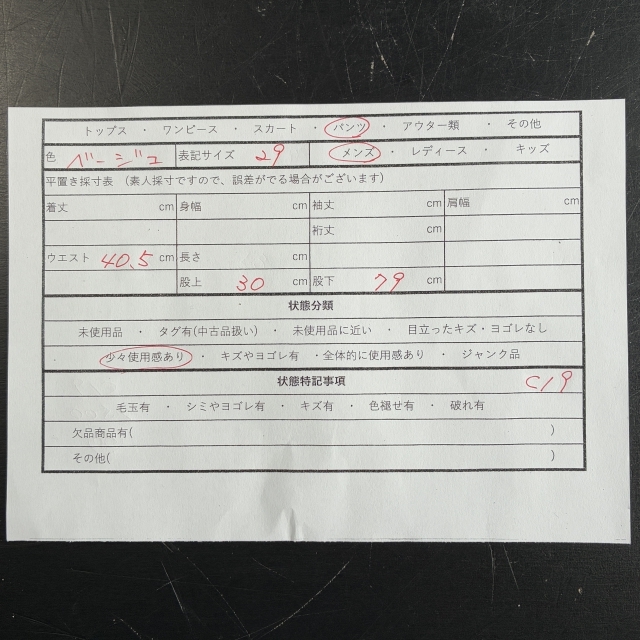 トップス ・ ワンピース ・ スカート ・ パンツ ・ アウター類 ・ その他
色 ベージュ 表記サイズ 29 メンズ ・ レディース ・ キッズ
平置き採寸表 (素人採寸ですので、誤差がでる場合がございます)
着丈 cm 身幅 cm 袖丈 cm 肩幅 cm
裄丈 cm
ウエスト 40.5 cm 長さ cm
股上 30 cm 股下 79 cm
状態分類
未使用品 ・ タグ有(中古品扱い) ・ 未使用に近い ・ 目立ったキズ・ヨゴレなし
少々使用感あり ・ キズやヨゴレ有 ・全体的に使用感あり ・ ジャンク品
状態特記事項 C19
毛玉有 ・ シミやヨゴレ有 ・ キズ有 ・ 色褪せ有 ・ 破れ有
欠品商品有( )
その他( )